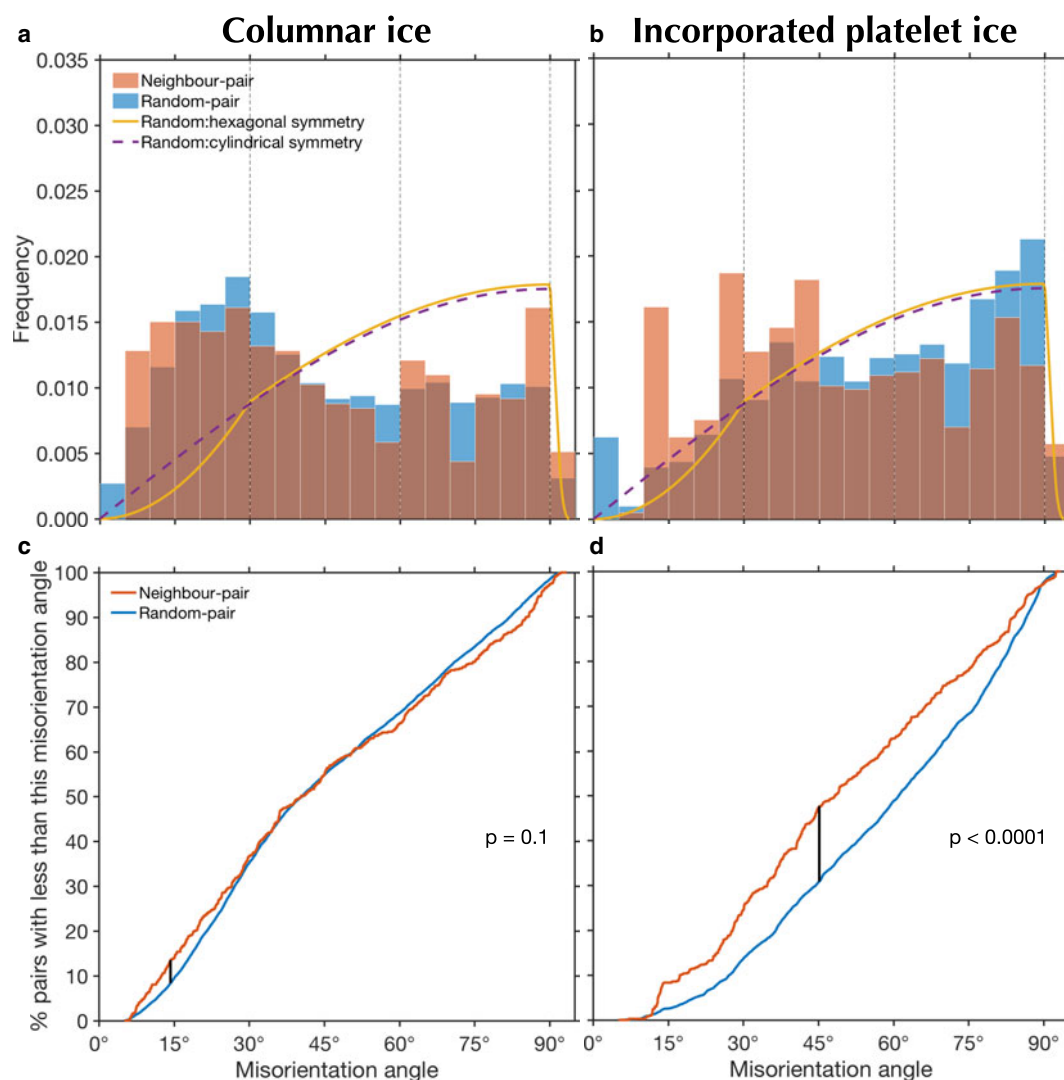 a
Columnar ice
b
Incorporated platelet ice
Neighbour-pair
Random-pair
Random:hexagonal symmetry
Random:cylindrical symmetry
Frequency
0.035
0.030
0.025
0.020
0.015
0.010
0.005
0.000
c
d
Neighbour-pair
Random-pair
% pairs with less than this misorientation angle
100
90
80
70
60
50
40
30
20
10
0
p = 0.1
p < 0.0001
0° 15° 30° 45° 60° 75° 90°
0° 15° 30° 45° 60° 75° 90°
Misorientation angle
Misorientation angle